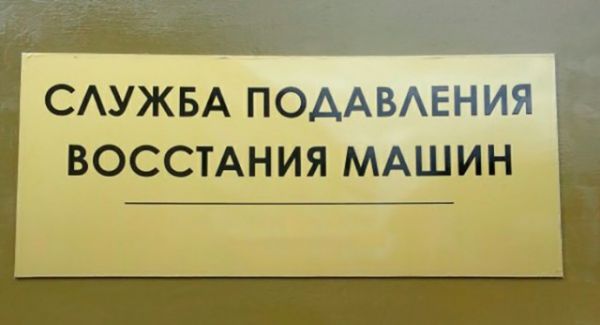 СЛУЖБА ПОДАВЛЕНИЯ
ВОССТАНИЯ МАШИН